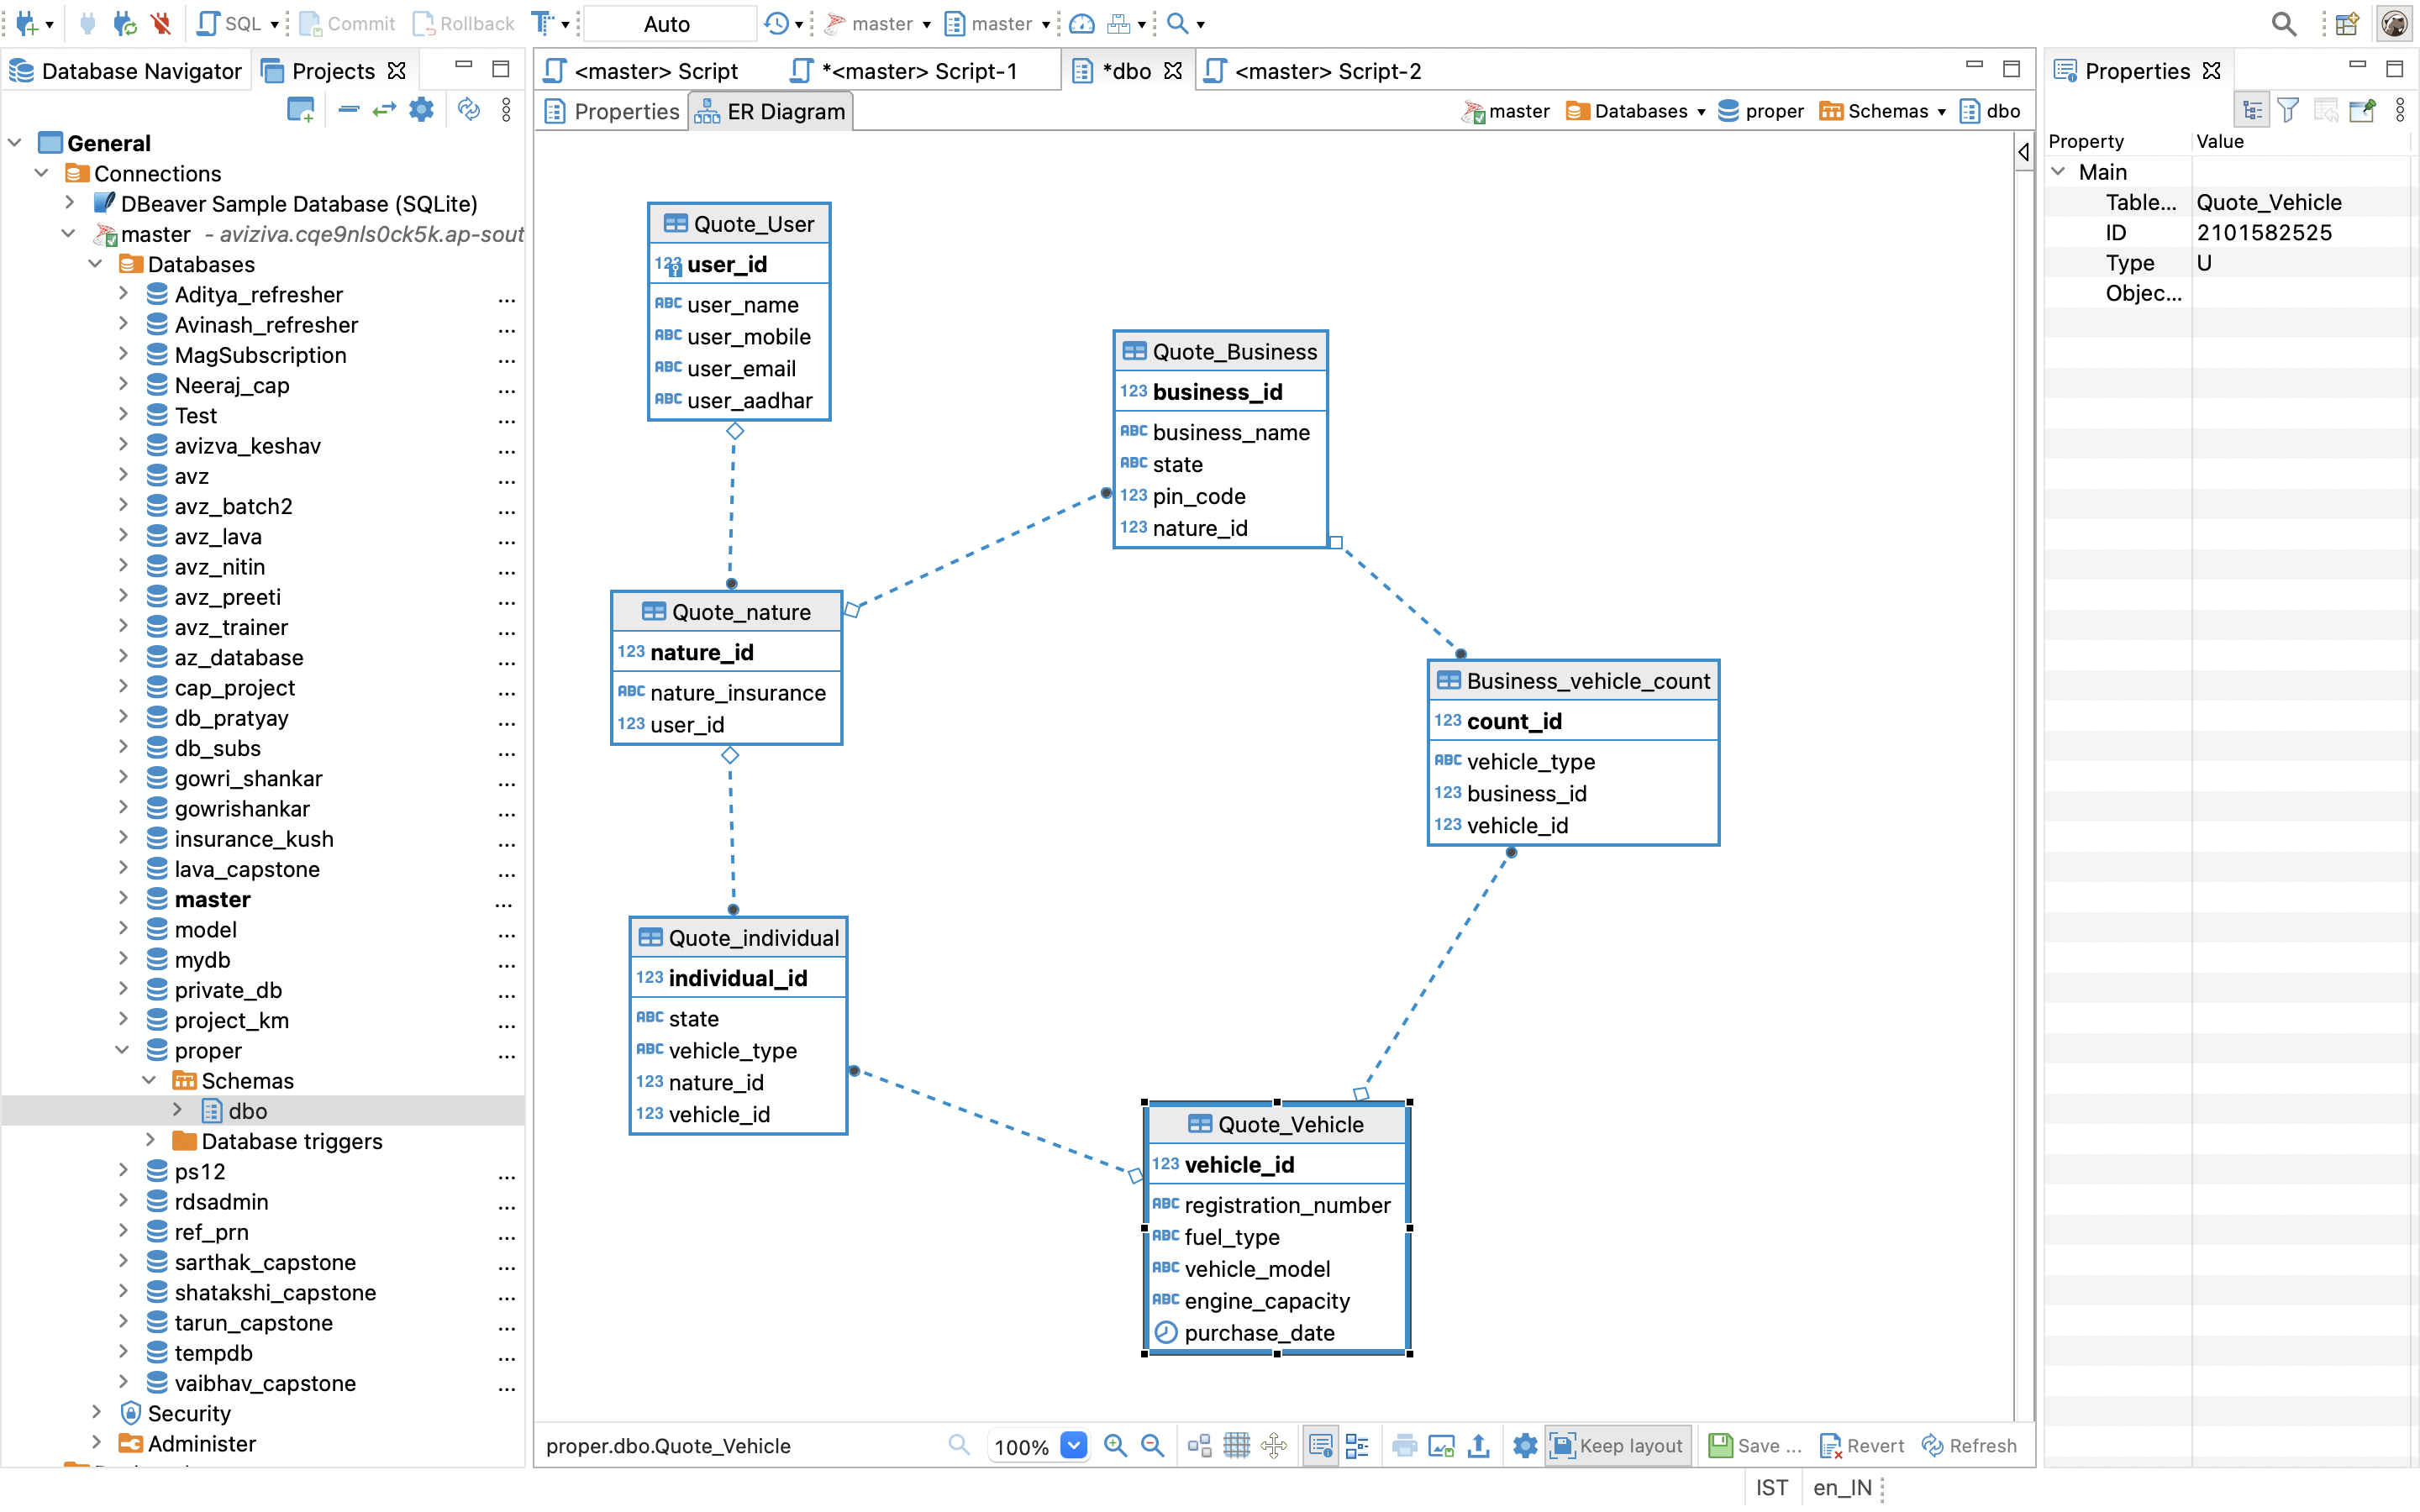 SQL
Commit
Rollback
Auto
master
master
Database Navigator
Projects
General
Connections
DBeaver Sample Database (SQLite)
master - aviziva.cqe9nls0ck5k.ap-sout
Databases
Aditya_refresher ...
Avinash_refresher ...
MagSubscription ...
Neeraj_cap ...
Test ...
avizva_keshav ...
avz ...
avz_batch2 ...
avz_lava ...
avz_nitin ...
avz_preeti ...
avz_trainer ...
az_database ...
cap_project ...
db_pratyay ...
db_subs ...
gowri_shankar ...
gowrishankar ...
insurance_kush ...
lava_capstone ...
master ...
model ...
mydb ...
private_db ...
project_km ...
proper ...
Schemas
dbo
Database triggers
ps12 ...
rdsadmin ...
ref_prn ...
sarthak_capstone ...
shatakshi_capstone ...
tarun_capstone ...
tempdb ...
vaibhav_capstone ...
Security
Administer
<master> Script
*<master> Script-1
*dbo
<master> Script-2
Properties
ER Diagram
master
Databases
proper
Schemas
dbo
Quote_User
123 user_id
ABC user_name
ABC user_mobile
ABC user_email
ABC user_aadhar
Quote_Business
123 business_id
ABC business_name
ABC state
123 pin_code
123 nature_id
Quote_nature
123 nature_id
ABC nature_insurance
123 user_id
Business_vehicle_count
123 count_id
ABC vehicle_type
123 business_id
123 vehicle_id
Quote_individual
123 individual_id
ABC state
ABC vehicle_type
123 nature_id
123 vehicle_id
Quote_Vehicle
123 vehicle_id
ABC registration_number
ABC fuel_type
ABC vehicle_model
ABC engine_capacity
purchase_date
proper.dbo.Quote_Vehicle
100%
Keep layout
Save ...
Revert
Refresh
Properties
Property Value
Main
Table... Quote_Vehicle
ID 2101582525
Type U
Objec...
IST
en_IN